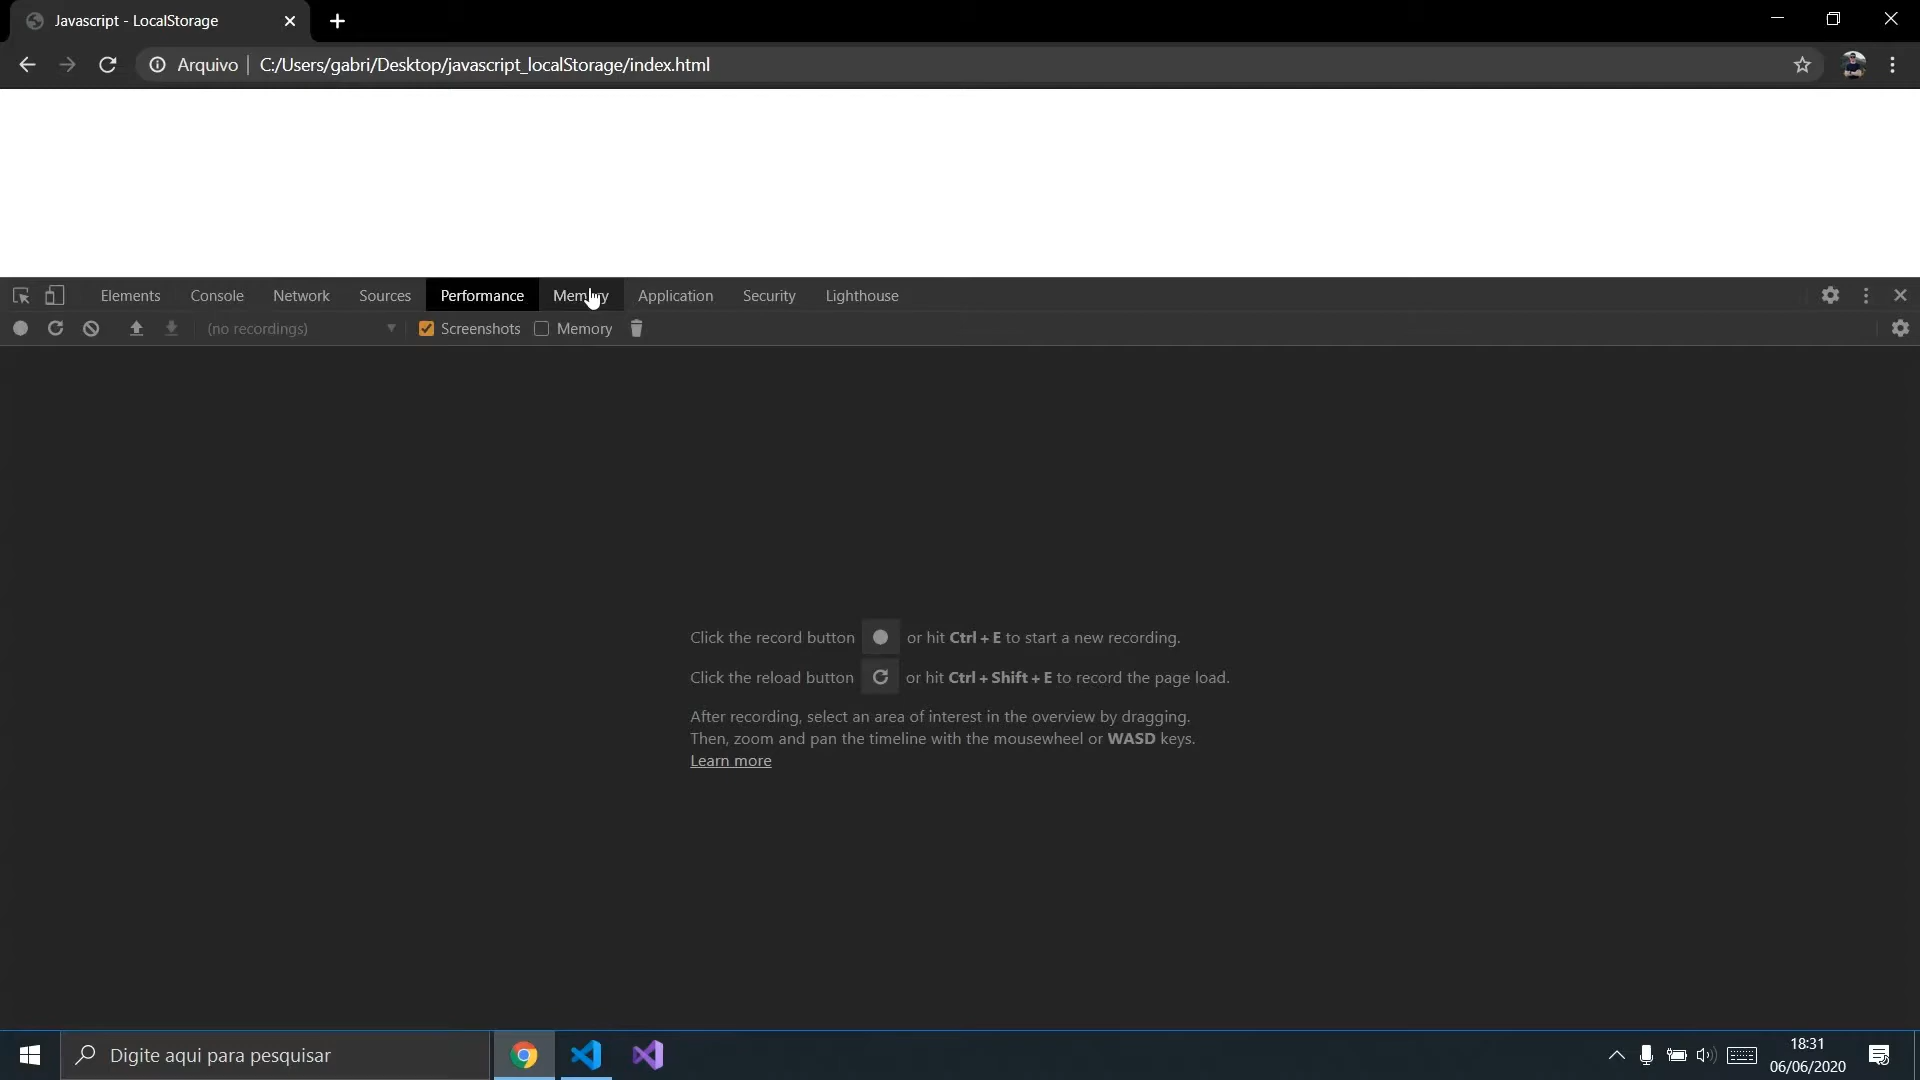 Javascript - LocalStorage
Arquivo C:/Users/gabri/Desktop/javascript_localStorage/index.html
Elements Console Network Sources Performance Memory Application Security Lighthouse
(no recordings) Screenshots Memory
Click the record button or hit Ctrl + E to start a new recording.
Click the reload button or hit Ctrl + Shift + E to record the page load.
After recording, select an area of interest in the overview by dragging.
Then, zoom and pan the timeline with the mousewheel or WASD keys.
Learn more
Digite aqui para pesquisar
18:31
06/06/2020